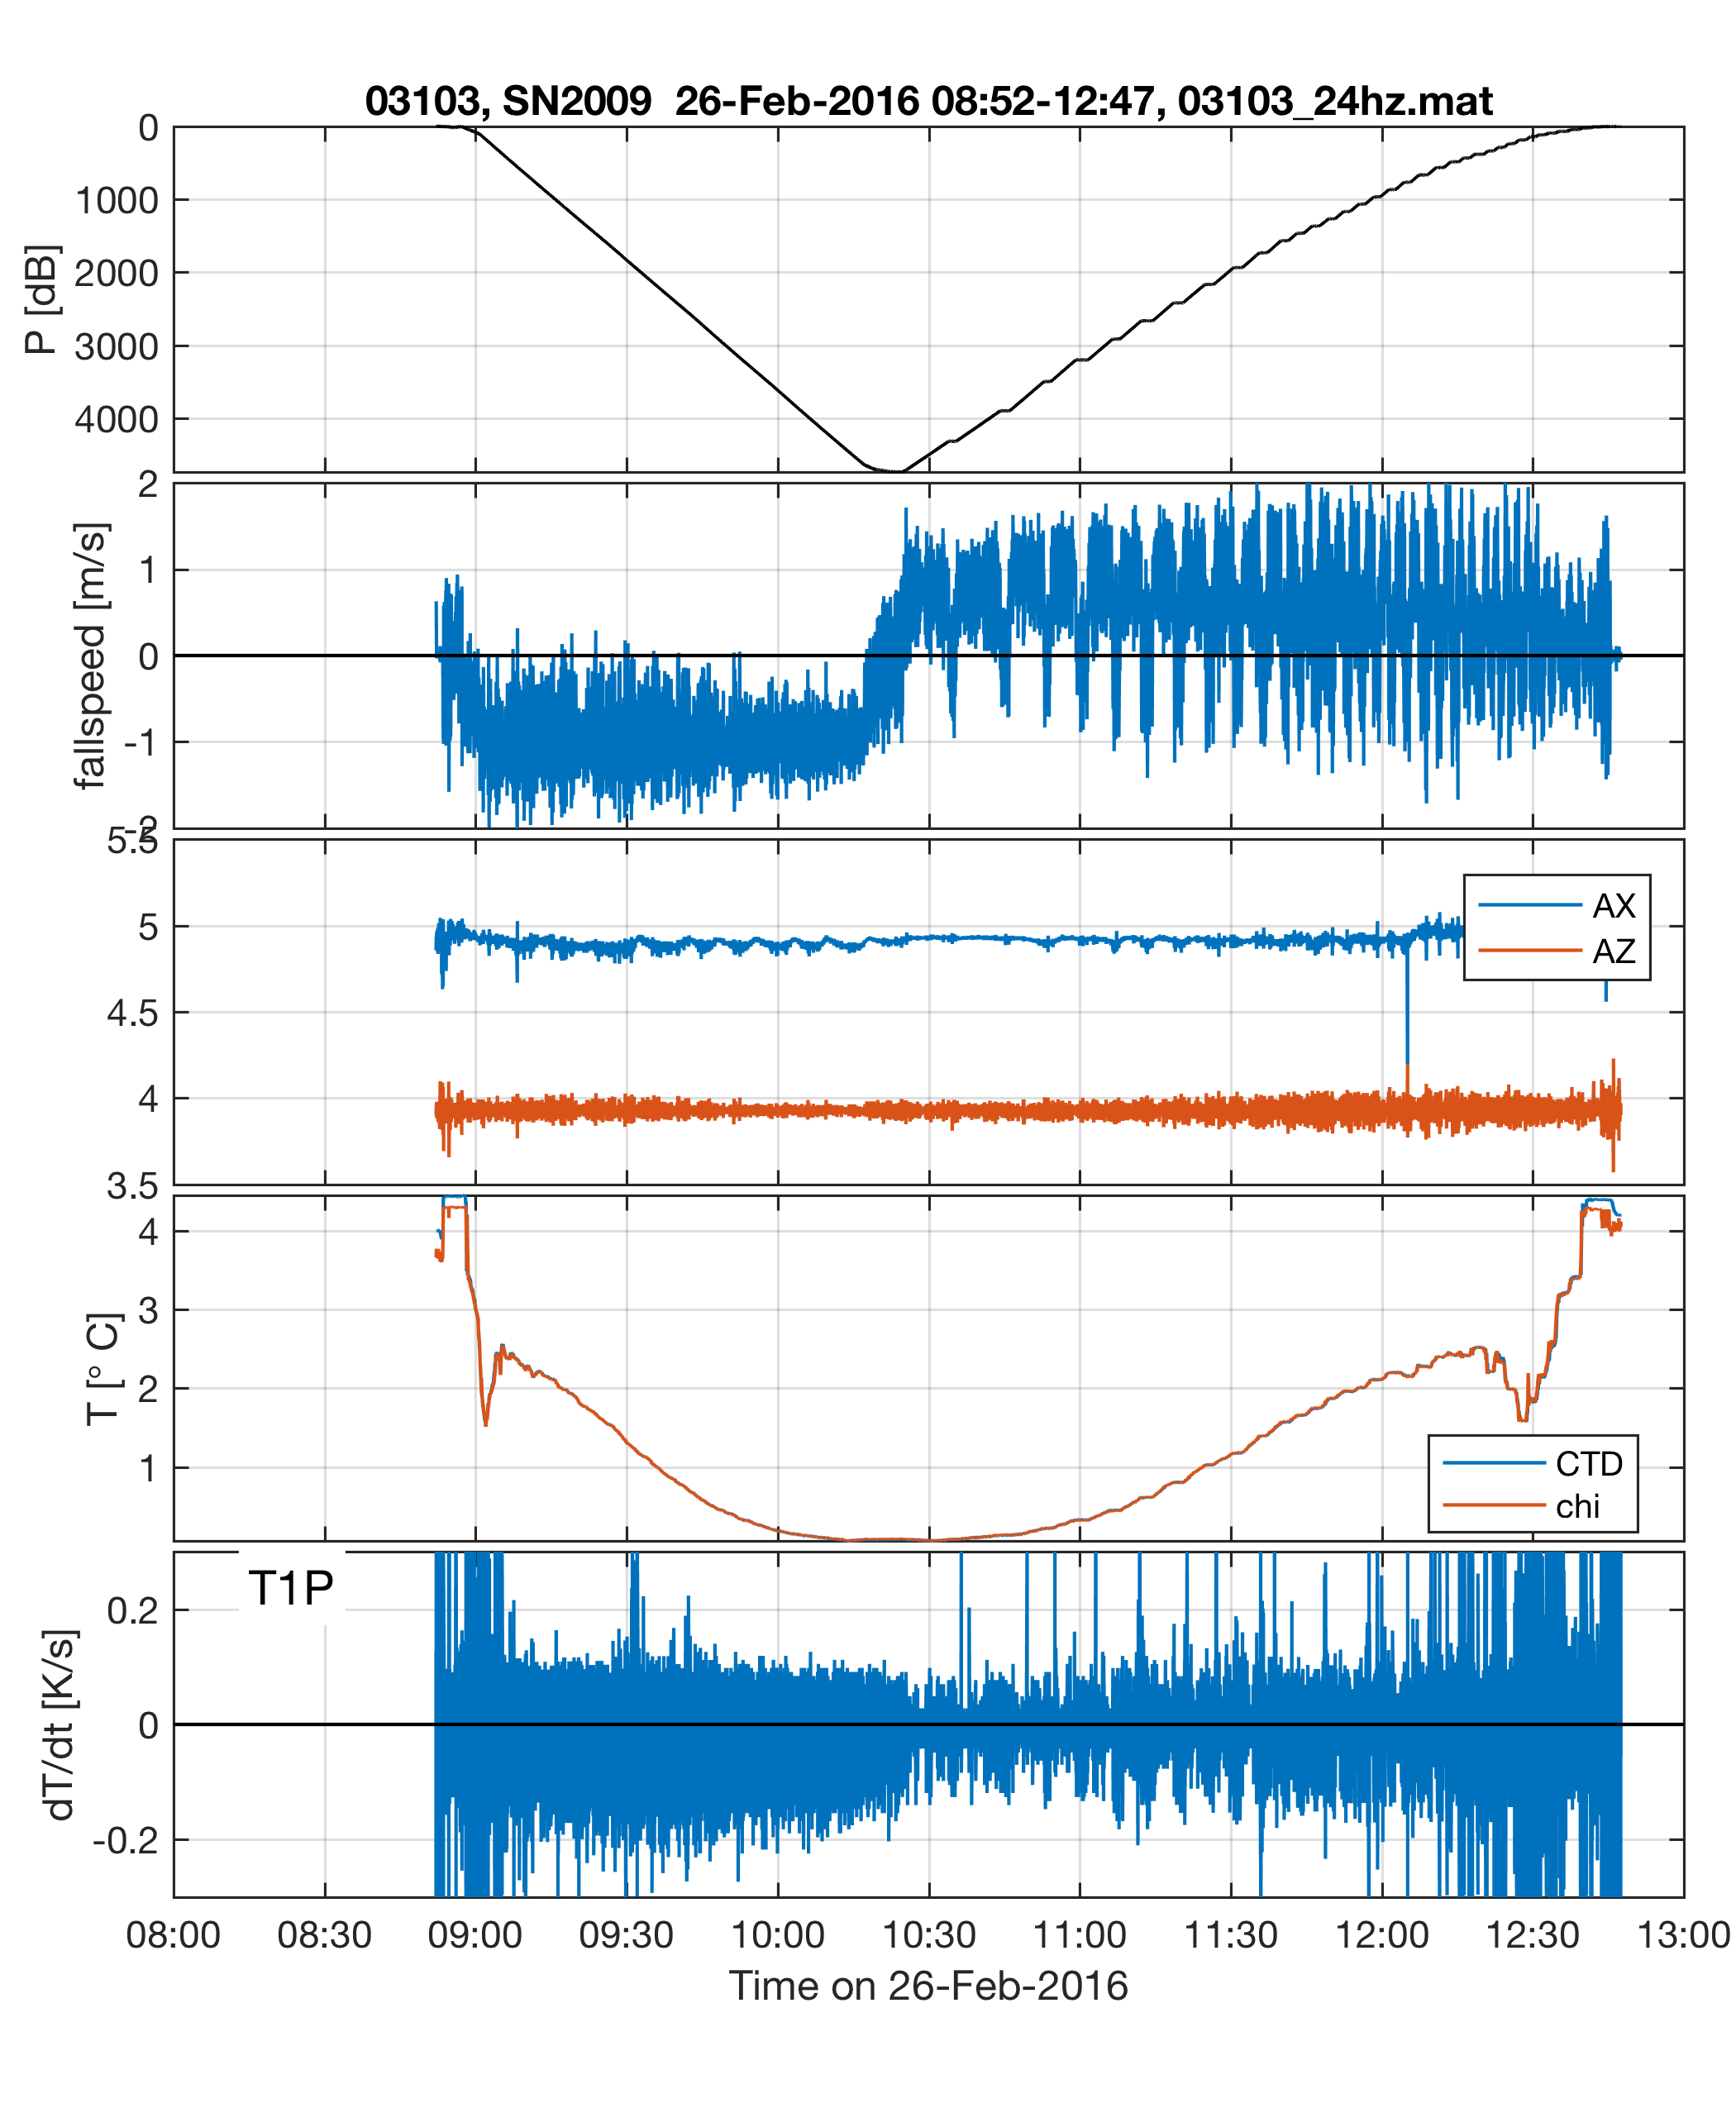 03103, SN2009  26-Feb-2016 08:52-12:47, 03103_24hz.mat
0
1000
2000
3000
4000
P [dB]
2
1
0
-1
-2
fallspeed [m/s]
5.5
5
4.5
4
3.5
AX
AZ
4
3
2
1
T [° C]
CTD
chi
T1P
0.2
0
-0.2
dT/dt [K/s]
08:00 08:30 09:00 09:30 10:00 10:30 11:00 11:30 12:00 12:30 13:00
Time on 26-Feb-2016